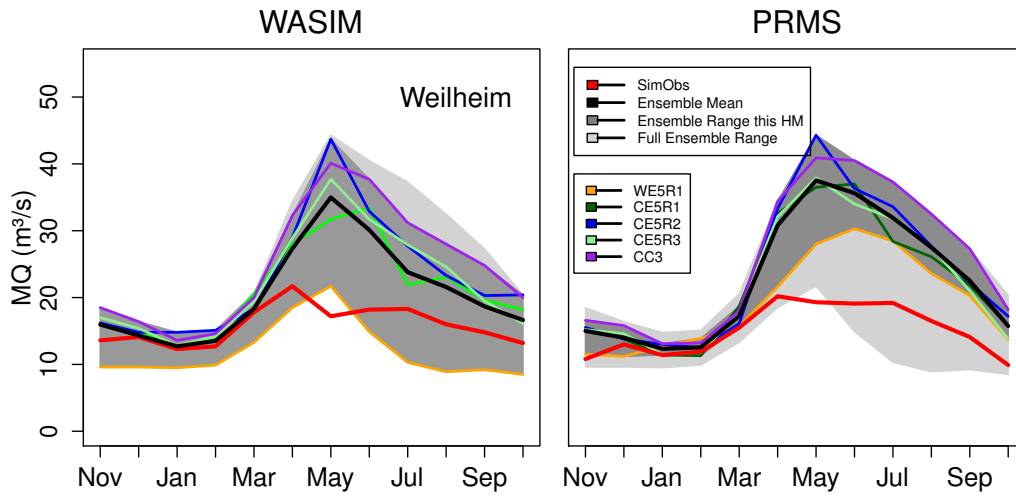 WASIM
PRMS
MQ (m³/s)
50
40
30
20
10
0
Weilheim
SimObs
Ensemble Mean
Ensemble Range this HM
Full Ensemble Range
WE5R1
CE5R1
CE5R2
CE5R3
CC3
Nov Jan Mar May Jul Sep
Nov Jan Mar May Jul Sep